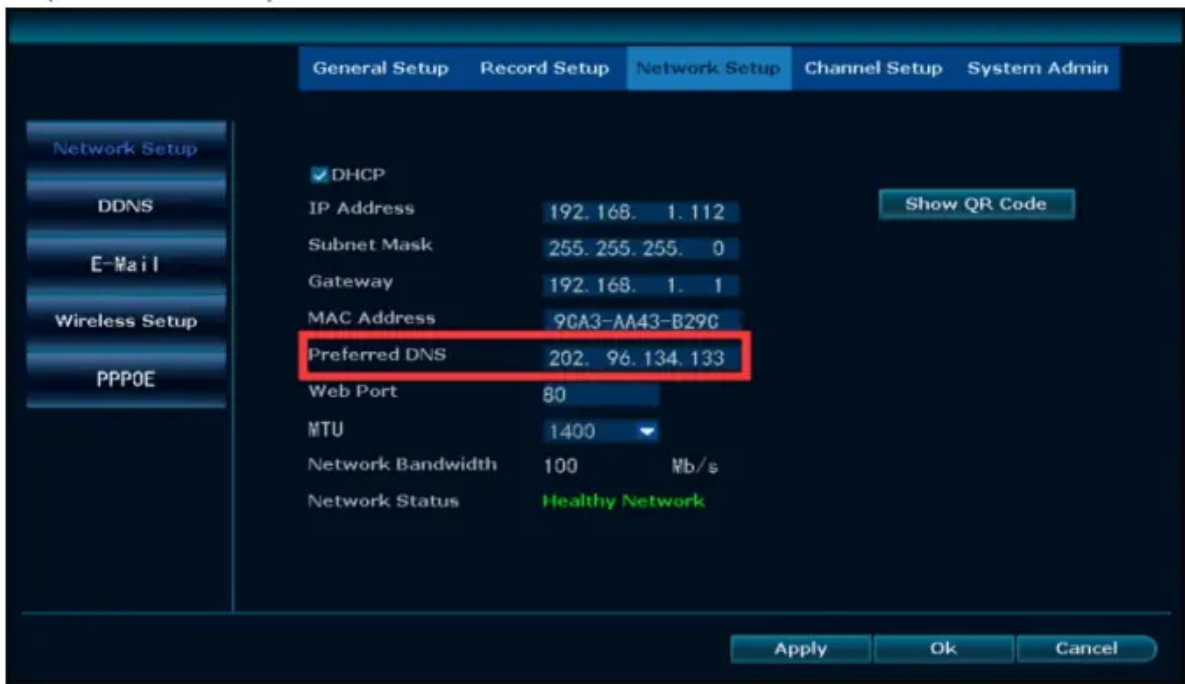 General Setup Record Setup Network Setup Channel Setup System Admin
Network Setup
DDNS
E-Mail
Wireless Setup
PPPOE
DHCP
IP Address 192.168. 1.112 Show QR Code
Subnet Mask 255.255.255. 0
Gateway 192.168. 1. 1
MAC Address 9CA3-AA43-B29C
Preferred DNS 202. 96.134.133
Web Port 80
MTU 1400
Network Bandwidth 100 Mb/s
Network Status Healthy Network
Apply Ok Cancel